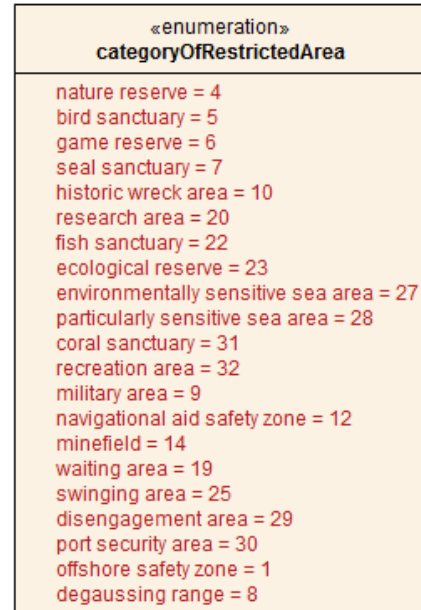 «enumeration»
categoryOfRestrictedArea
nature reserve = 4
bird sanctuary = 5
game reserve = 6
seal sanctuary = 7
historic wreck area = 10
research area = 20
fish sanctuary = 22
ecological reserve = 23
environmentally sensitive sea area = 27
particularly sensitive sea area = 28
coral sanctuary = 31
recreation area = 32
military area = 9
navigational aid safety zone = 12
minefield = 14
waiting area = 19
swinging area = 25
disengagement area = 29
port security area = 30
offshore safety zone = 1
degaussing range = 8